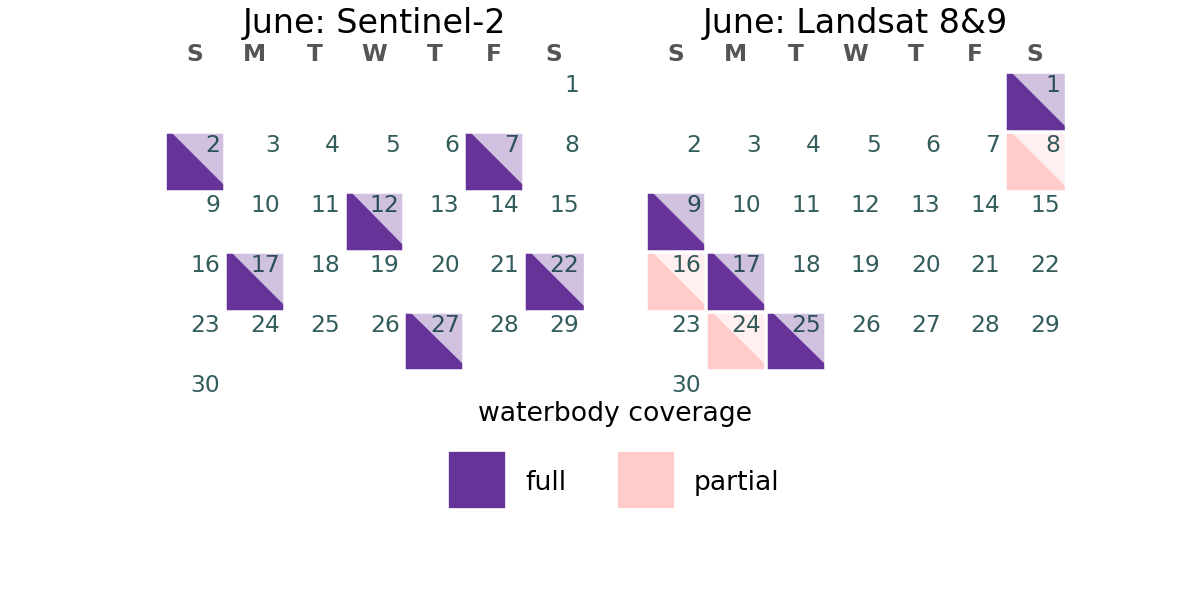 June: Sentinel-2
S M T W T F S
1
2 3 4 5 6 7 8
9 10 11 12 13 14 15
16 17 18 19 20 21 22
23 24 25 26 27 28 29
30
June: Landsat 8&9
S M T W T F S
1
2 3 4 5 6 7 8
9 10 11 12 13 14 15
16 17 18 19 20 21 22
23 24 25 26 27 28 29
30
waterbody coverage
full partial